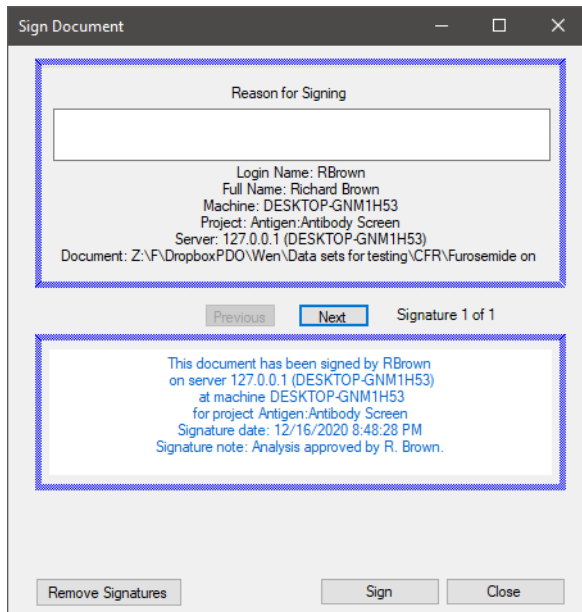 Sign Document
Reason for Signing
Login Name: RBrown
Full Name: Richard Brown
Machine: DESKTOP-GNM1H53
Project: Antigen:Antibody Screen
Server: 127.0.0.1 (DESKTOP-GNM1H53)
Document: Z:\F\DropboxPDO\Wen\Data sets for testing\CFR\Furosemide on
Previous Next Signature 1 of 1
This document has been signed by RBrown
on server 127.0.0.1 (DESKTOP-GNM1H53)
at machine DESKTOP-GNM1H53
for project Antigen:Antibody Screen
Signature date: 12/16/2020 8:48:28 PM
Signature note: Analysis approved by R. Brown.
Remove Signatures Sign Close